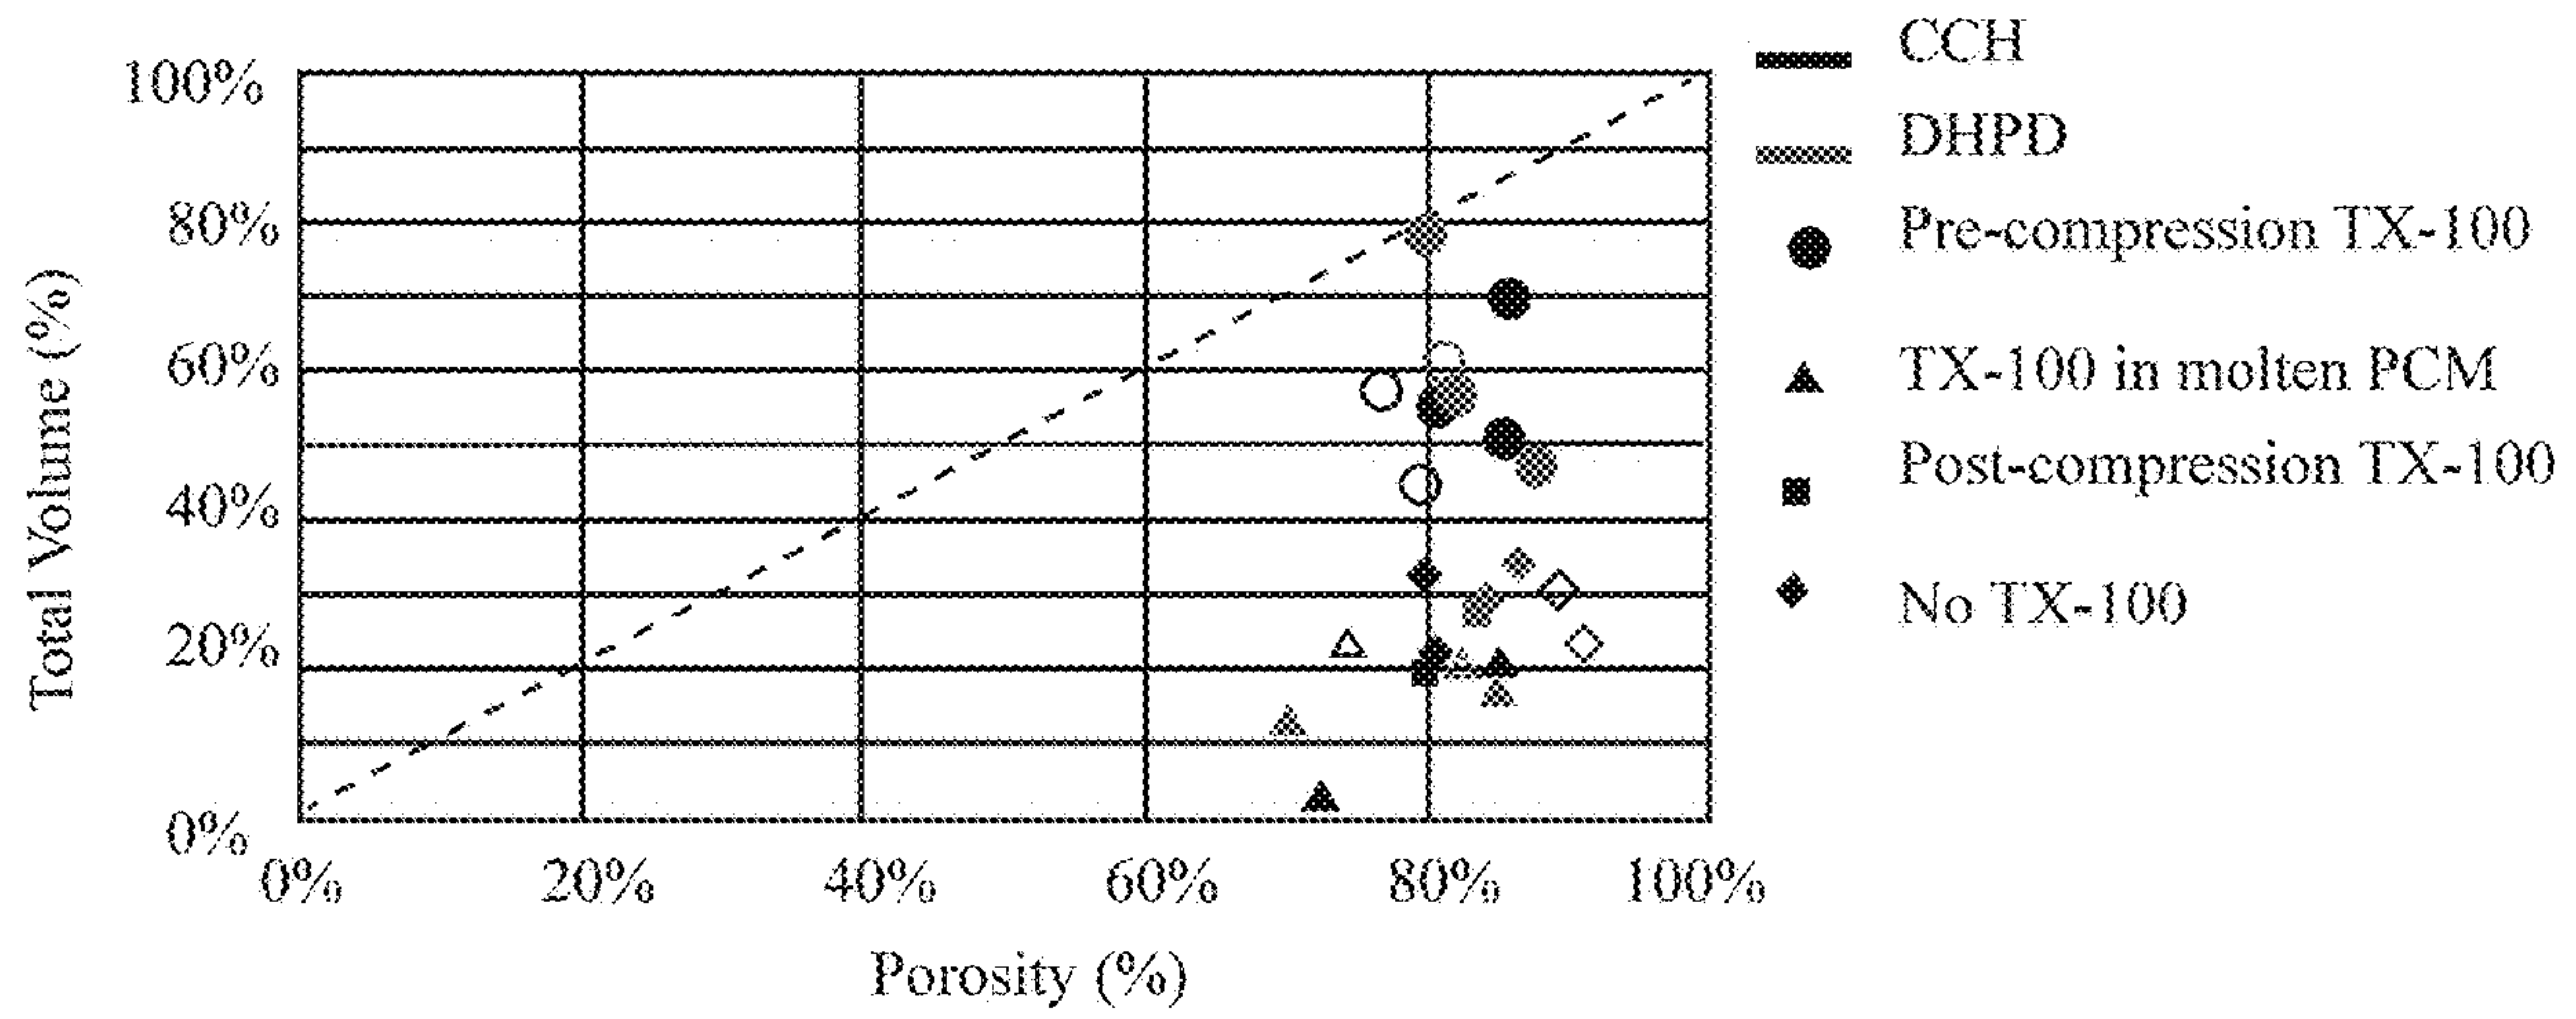 CCH
DHPD
Pre-compression TX-100
TX-100 in molten PCM
Post-compression TX-100
No TX-100
Total Volume (%)
100%
80%
60%
40%
20%
0%
0% 20% 40% 60% 80% 100%
Porosity (%)